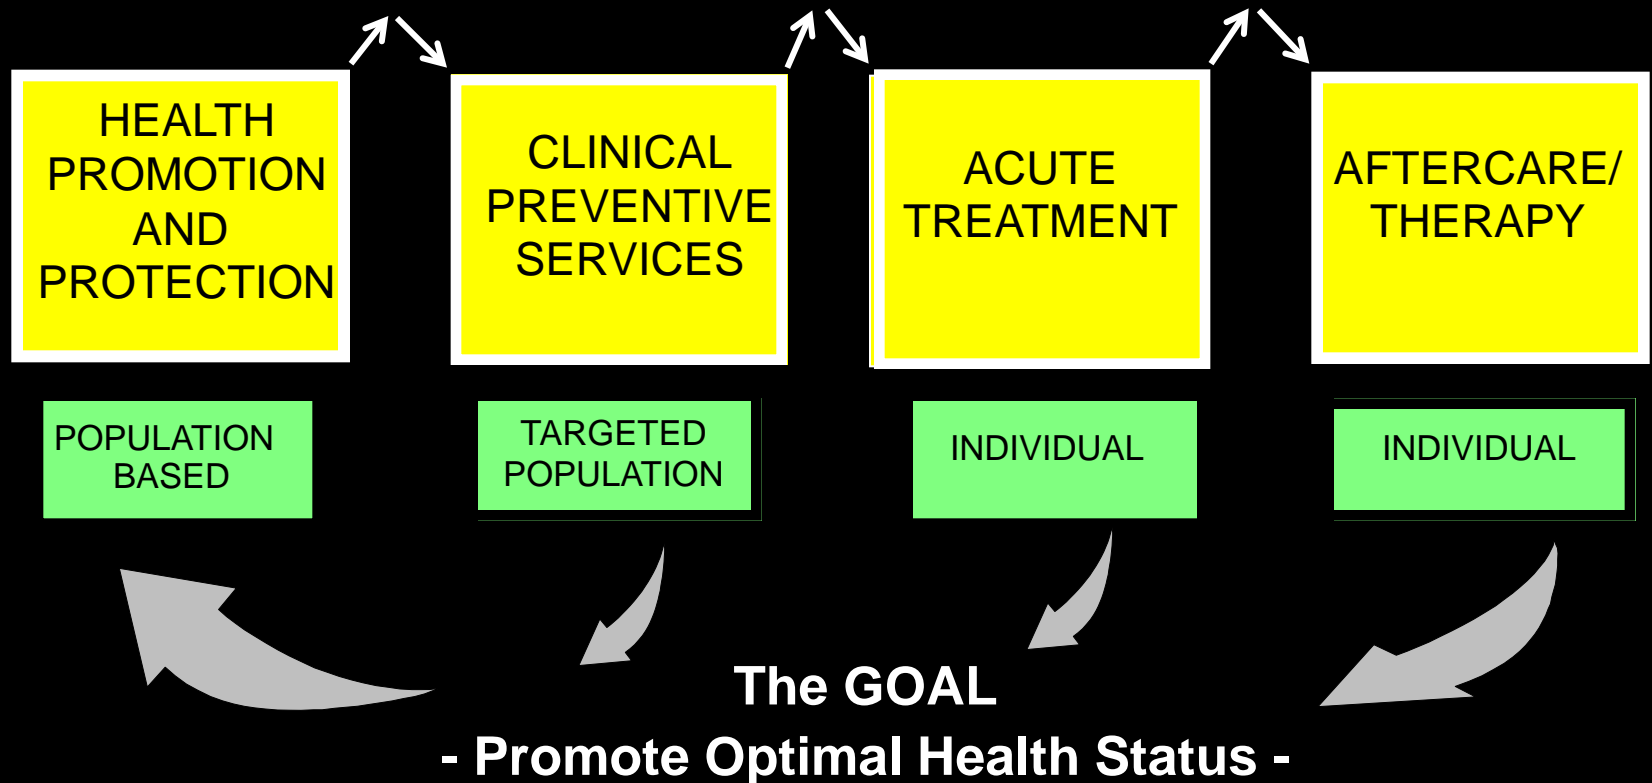 HEALTH
PROMOTION
AND
PROTECTION
CLINICAL
PREVENTIVE
SERVICES
ACUTE
TREATMENT
AFTERCARE/
THERAPY
POPULATION
BASED
TARGETED
POPULATION
INDIVIDUAL
INDIVIDUAL
The GOAL
- Promote Optimal Health Status -